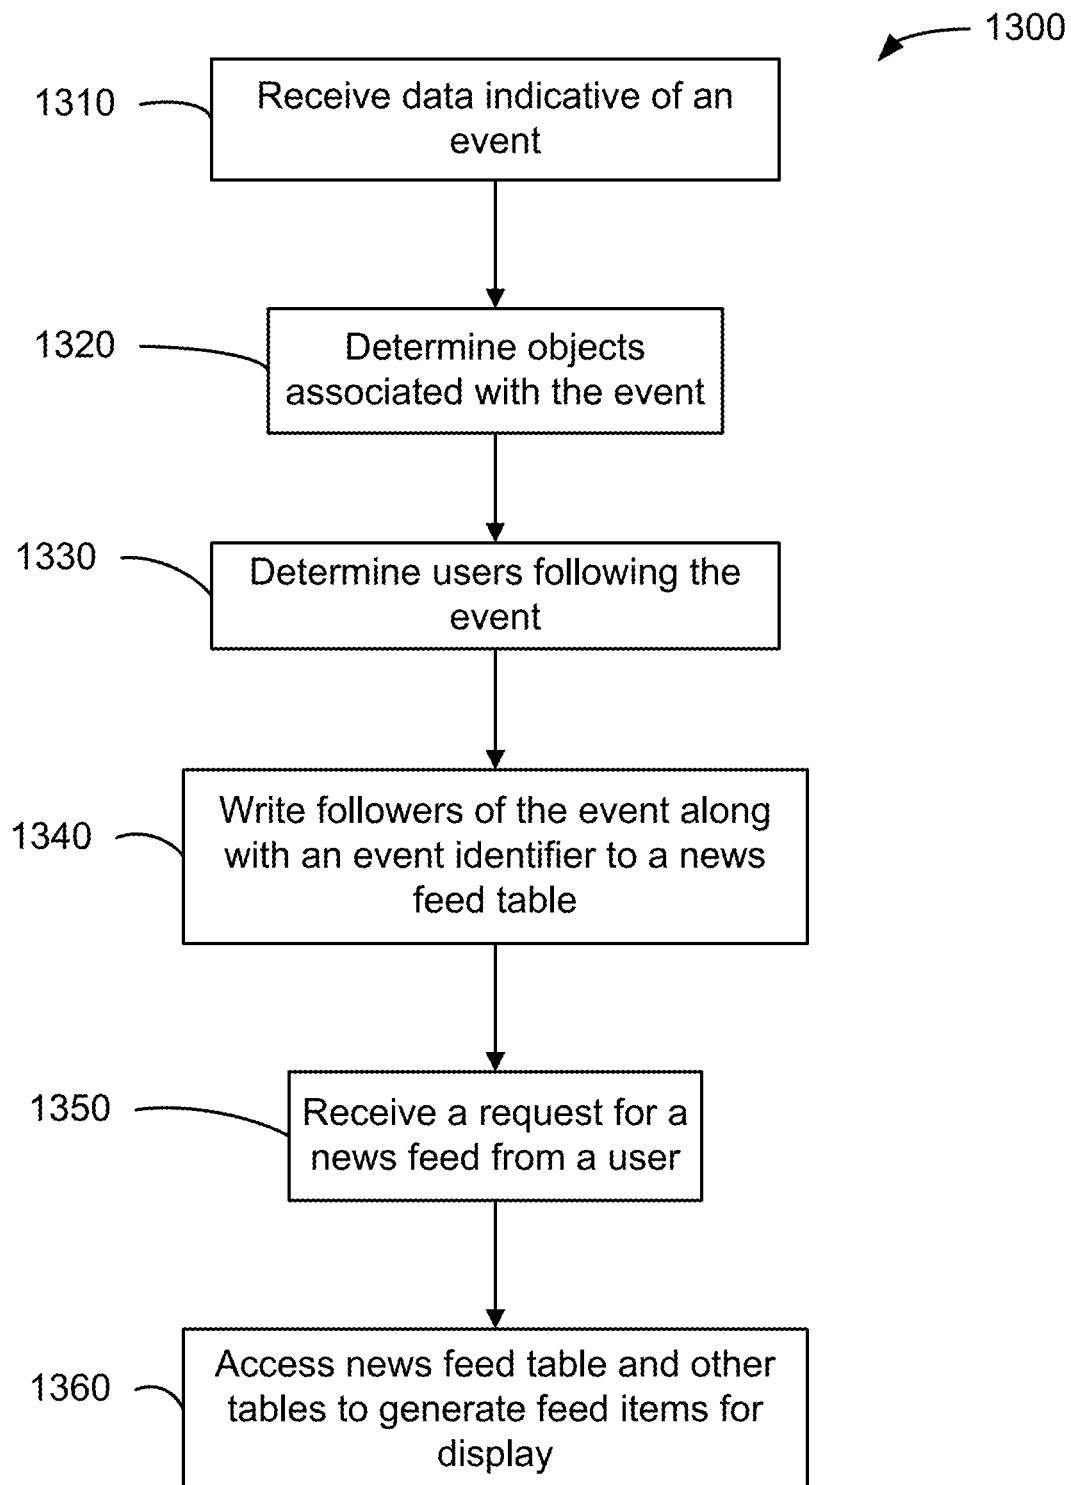 1300
1310
Receive data indicative of an
event
1320
Determine objects
associated with the event
1330
Determine users following the
event
1340
Write followers of the event along
with an event identifier to a news
feed table
1350
Receive a request for a
news feed from a user
1360
Access news feed table and other
tables to generate feed items for
display